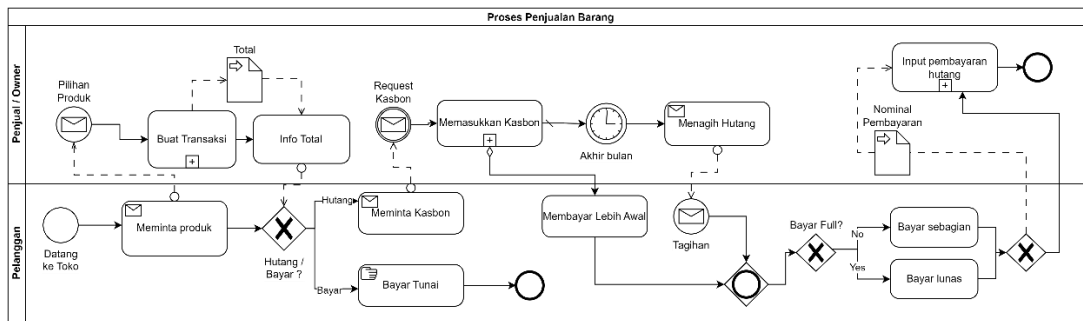 Proses Penjualan Barang
Penjual / Owner
Pilihan
Produk
Total
Buat Transaksi
Info Total
Request
Kasbon
Memasukkan Kasbon
Akhir bulan
Menagih Hutang
Input pembayaran
hutang
Nominal
Pembayaran
Pelanggan
Datang
ke Toko
Meminta produk
Hutang /
Bayar ?
Hutang
Meminta Kasbon
Bayar
Bayar Tunai
Membayar Lebih Awal
Tagihan
Bayar Full?
No
Yes
Bayar sebagian
Bayar lunas